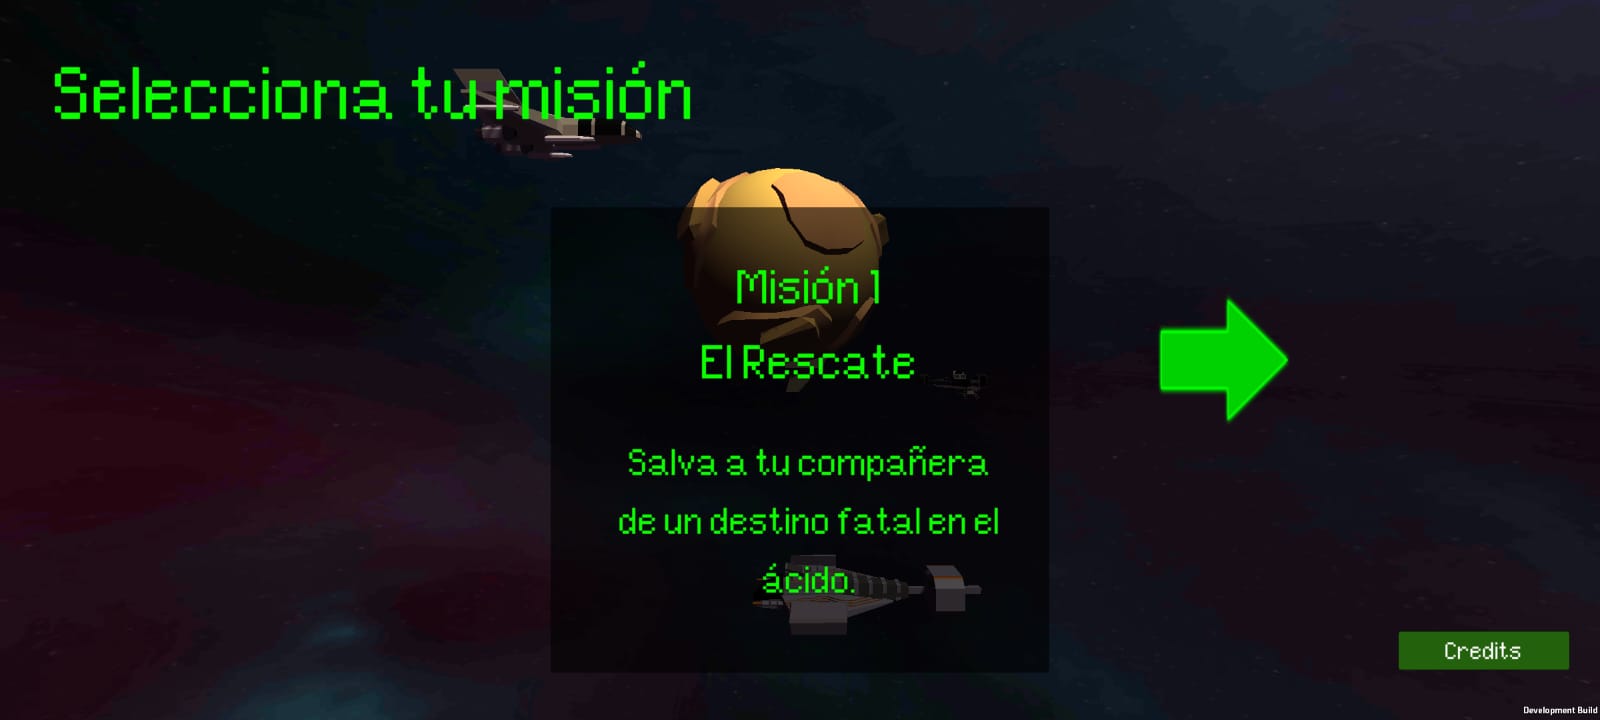 Selecciona tu misión
Misión 1
El Rescate
Salva a tu compañera
de un destino fatal en el
ácido.
Credits
Development Build